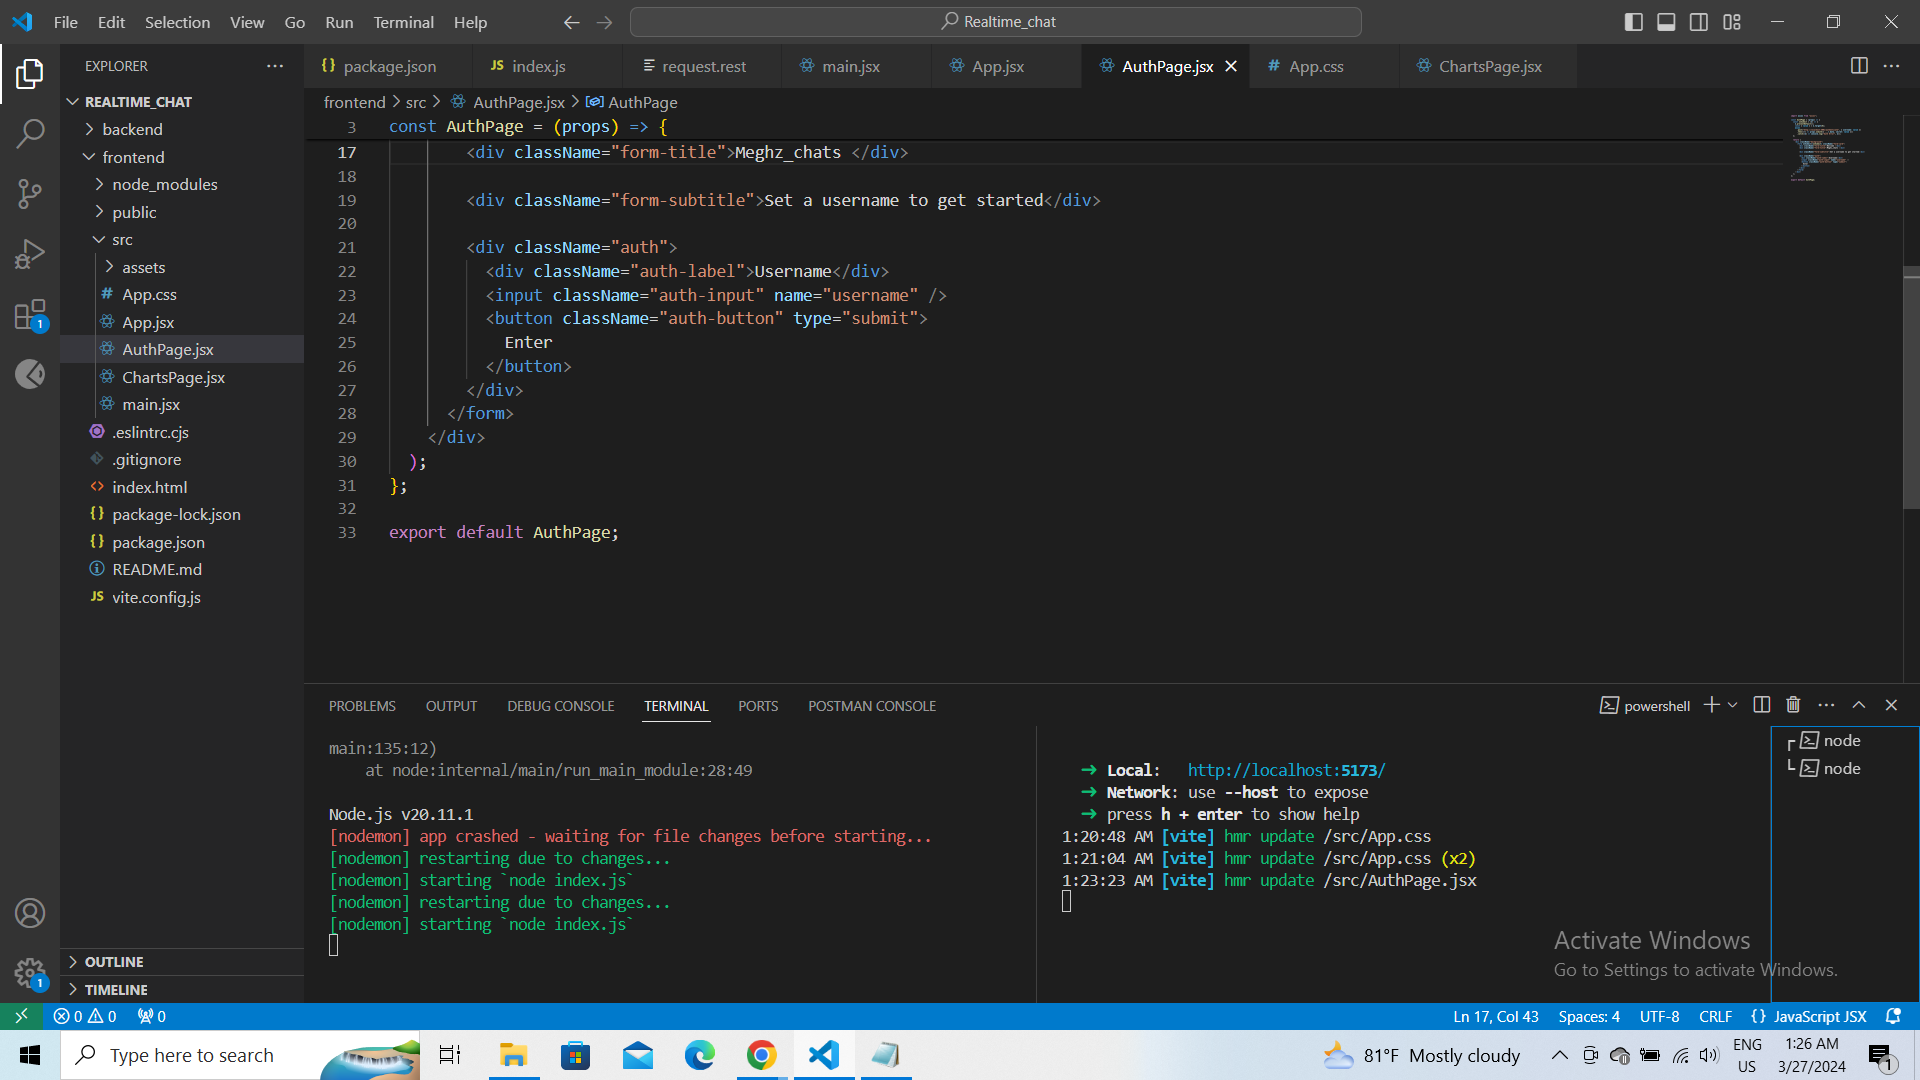 File Edit Selection View Go Run Terminal Help
Realtime_chat
EXPLORER
REALTIME_CHAT
backend
frontend
node_modules
public
src
assets
# App.css
App.jsx
AuthPage.jsx
ChartsPage.jsx
main.jsx
.eslintrc.cjs
.gitignore
<> index.html
{} package-lock.json
{} package.json
README.md
JS vite.config.js
OUTLINE
TIMELINE
{} package.json
JS index.js
request.rest
main.jsx
App.jsx
AuthPage.jsx
# App.css
ChartsPage.jsx
frontend > src > AuthPage.jsx > AuthPage
3 const AuthPage = (props) => {
17 <div className="form-title">Meghz_chats </div>
18
19 <div className="form-subtitle">Set a username to get started</div>
20
21 <div className="auth">
22 <div className="auth-label">Username</div>
23 <input className="auth-input" name="username" />
24 <button className="auth-button" type="submit">
25 Enter
26 </button>
27 </div>
28 </form>
29 </div>
30 );
31 };
32
33 export default AuthPage;
PROBLEMS OUTPUT DEBUG CONSOLE TERMINAL PORTS POSTMAN CONSOLE
powershell
main:135:12)
at node:internal/main/run_main_module:28:49
Node.js v20.11.1
[nodemon] app crashed - waiting for file changes before starting...
[nodemon] restarting due to changes...
[nodemon] starting `node index.js`
[nodemon] restarting due to changes...
[nodemon] starting `node index.js`
➜ Local: http://localhost:5173/
➜ Network: use --host to expose
➜ press h + enter to show help
1:20:48 AM [vite] hmr update /src/App.css
1:21:04 AM [vite] hmr update /src/App.css (x2)
1:23:23 AM [vite] hmr update /src/AuthPage.jsx
node
node
Activate Windows
Go to Settings to activate Windows.
1
1
0 0 0
Ln 17, Col 43 Spaces: 4 UTF-8 CRLF {} JavaScript JSX
Type here to search
81°F Mostly cloudy
ENG
US
1:26 AM
3/27/2024
1